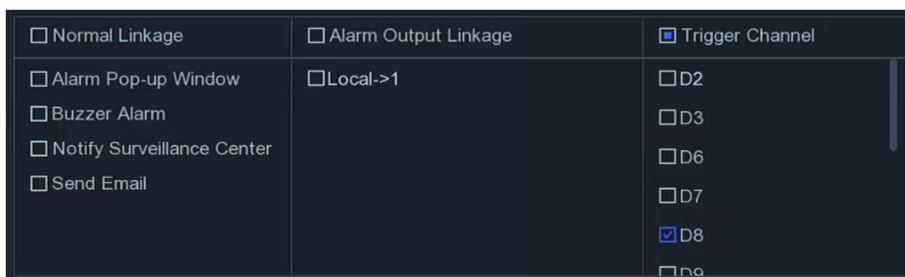 Normal Linkage
Alarm Output Linkage
Trigger Channel
Alarm Pop-up Window
Buzzer Alarm
Notify Surveillance Center
Send Email
Local->1
D2
D3
D6
D7
D8
D9